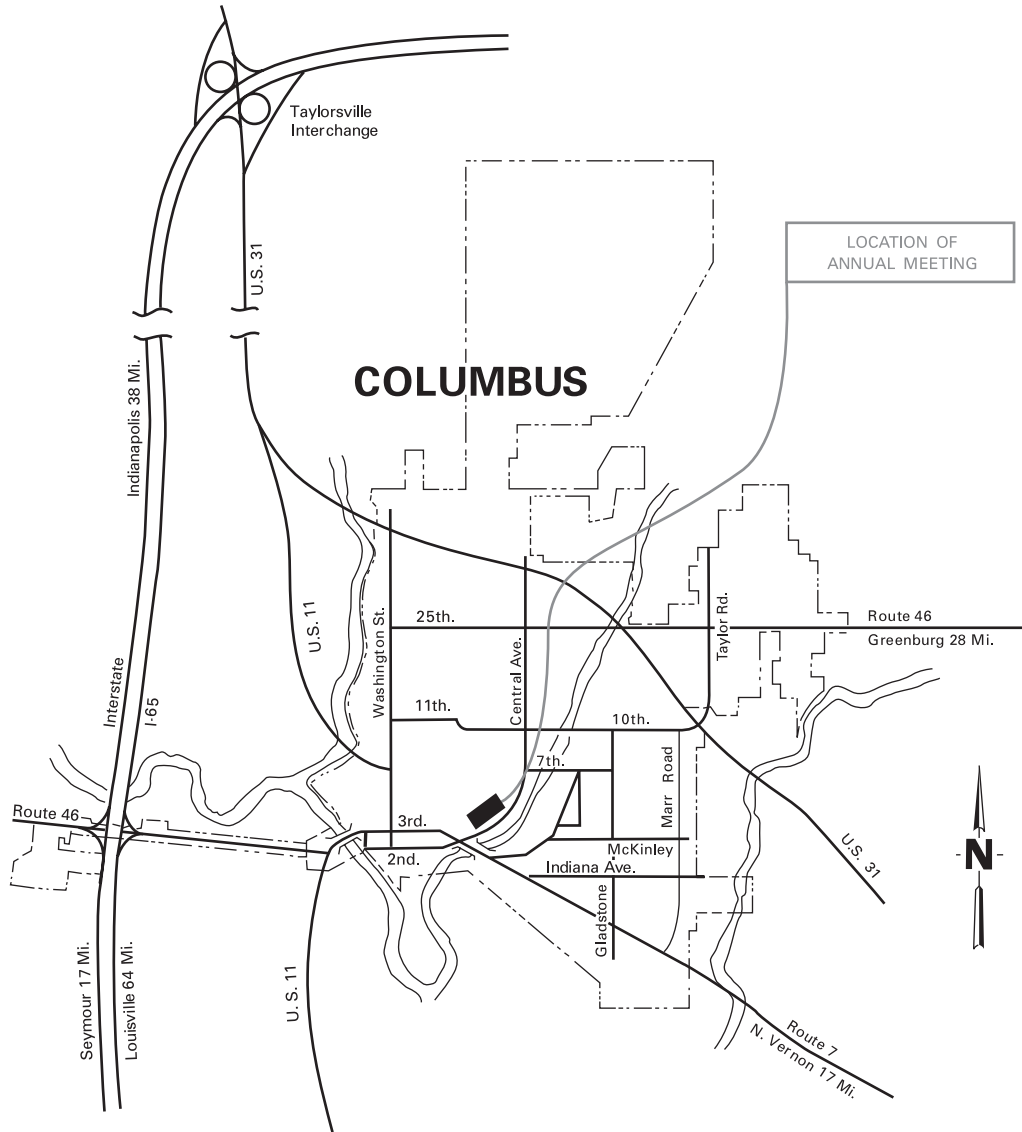 Taylorsville
Interchange
LOCATION OF
ANNUAL MEETING
U.S. 31
COLUMBUS
Indianapolis 38 Mi.
U.S. 11
Washington St.
25th.
Central Ave.
Taylor Rd.
Route 46
Greenburg 28 Mi.
Interstate
I-65
11th.
10th.
7th.
Marr Road
Route 46
3rd.
2nd.
McKinley
Indiana Ave.
Gladstone
U.S. 31
N
Seymour 17 Mi.
Louisville 64 Mi.
U. S. 11
Route 7
N. Vernon 17 Mi.